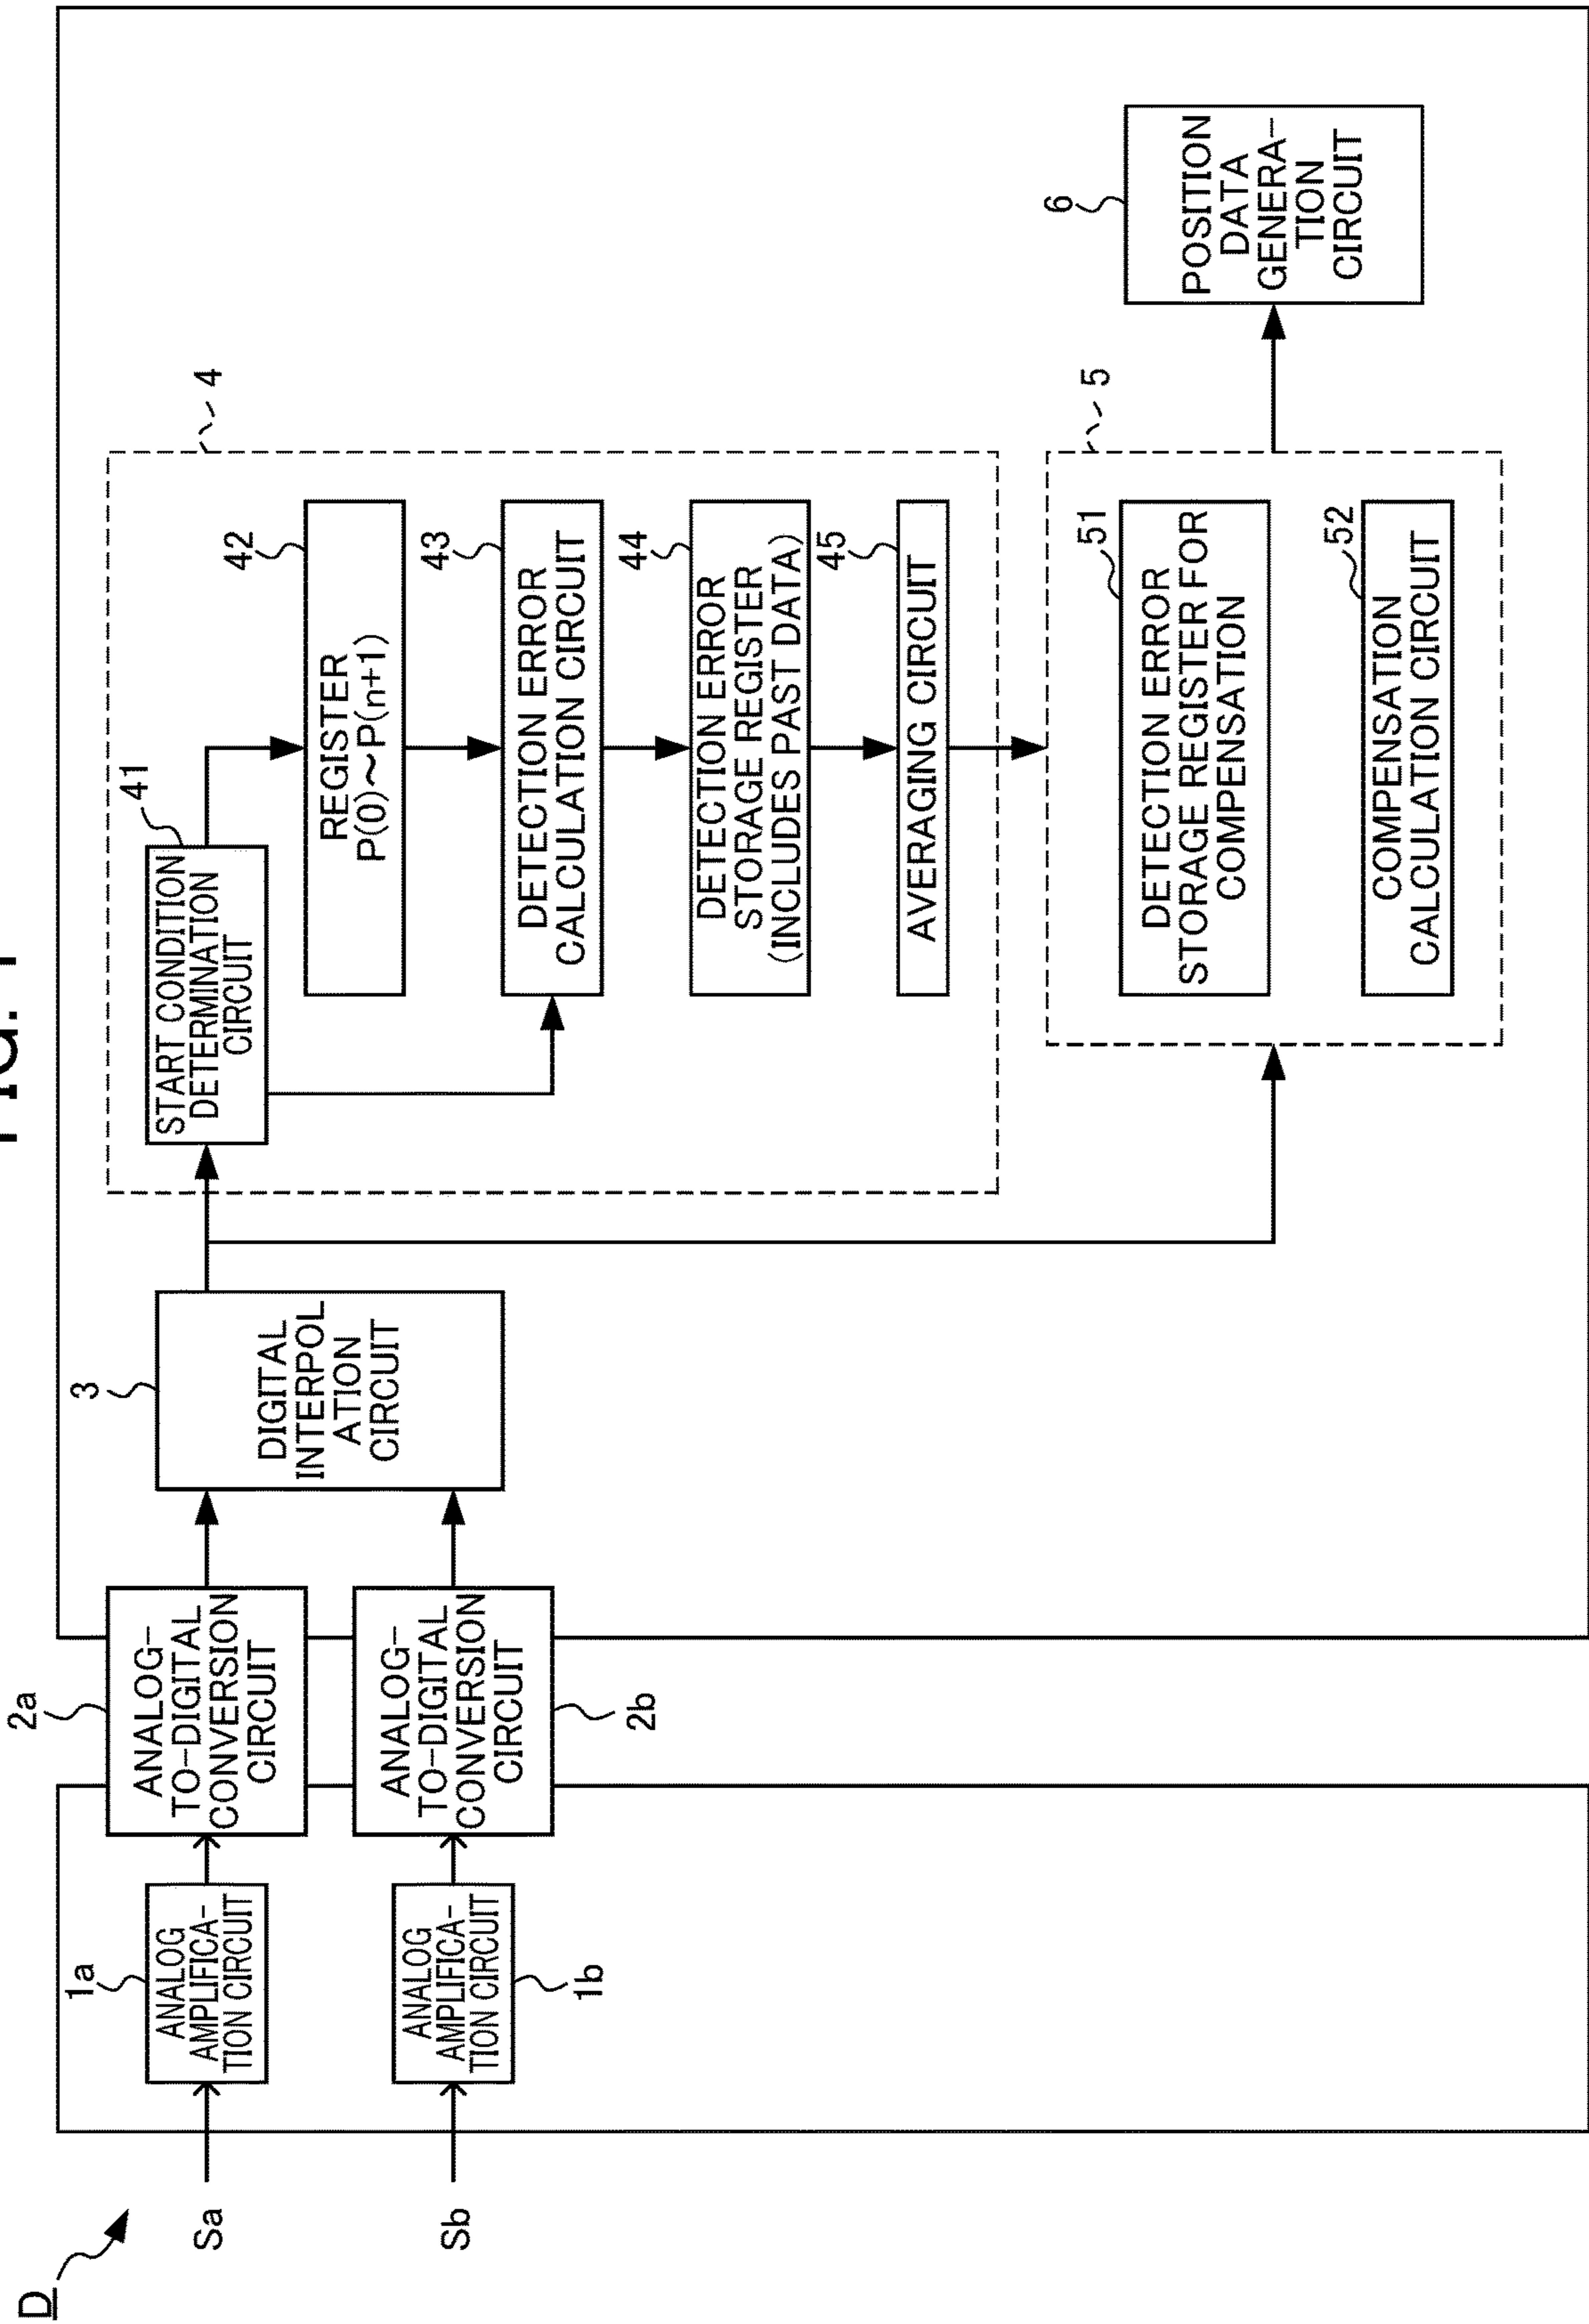 FIG. 1
D
Sa
Sb
1a
ANALOG
AMPLIFICA-
TION CIRCUIT
ANALOG
AMPLIFICA-
TION CIRCUIT
1b
2a
ANALOG-
TO-DIGITAL
CONVERSION
CIRCUIT
ANALOG-
TO-DIGITAL
CONVERSION
CIRCUIT
2b
3
DIGITAL
INTERPOL
ATION
CIRCUIT
4
41
START CONDITION
DETERMINATION
CIRCUIT
42
REGISTER
P(0)~P(n+1)
43
DETECTION ERROR
CALCULATION CIRCUIT
44
DETECTION ERROR
STORAGE REGISTER
(INCLUDES PAST DATA)
45
AVERAGING CIRCUIT
5
51
DETECTION ERROR
STORAGE REGISTER FOR
COMPENSATION
52
COMPENSATION
CALCULATION CIRCUIT
6
POSITION
DATA
GENERA-
TION
CIRCUIT